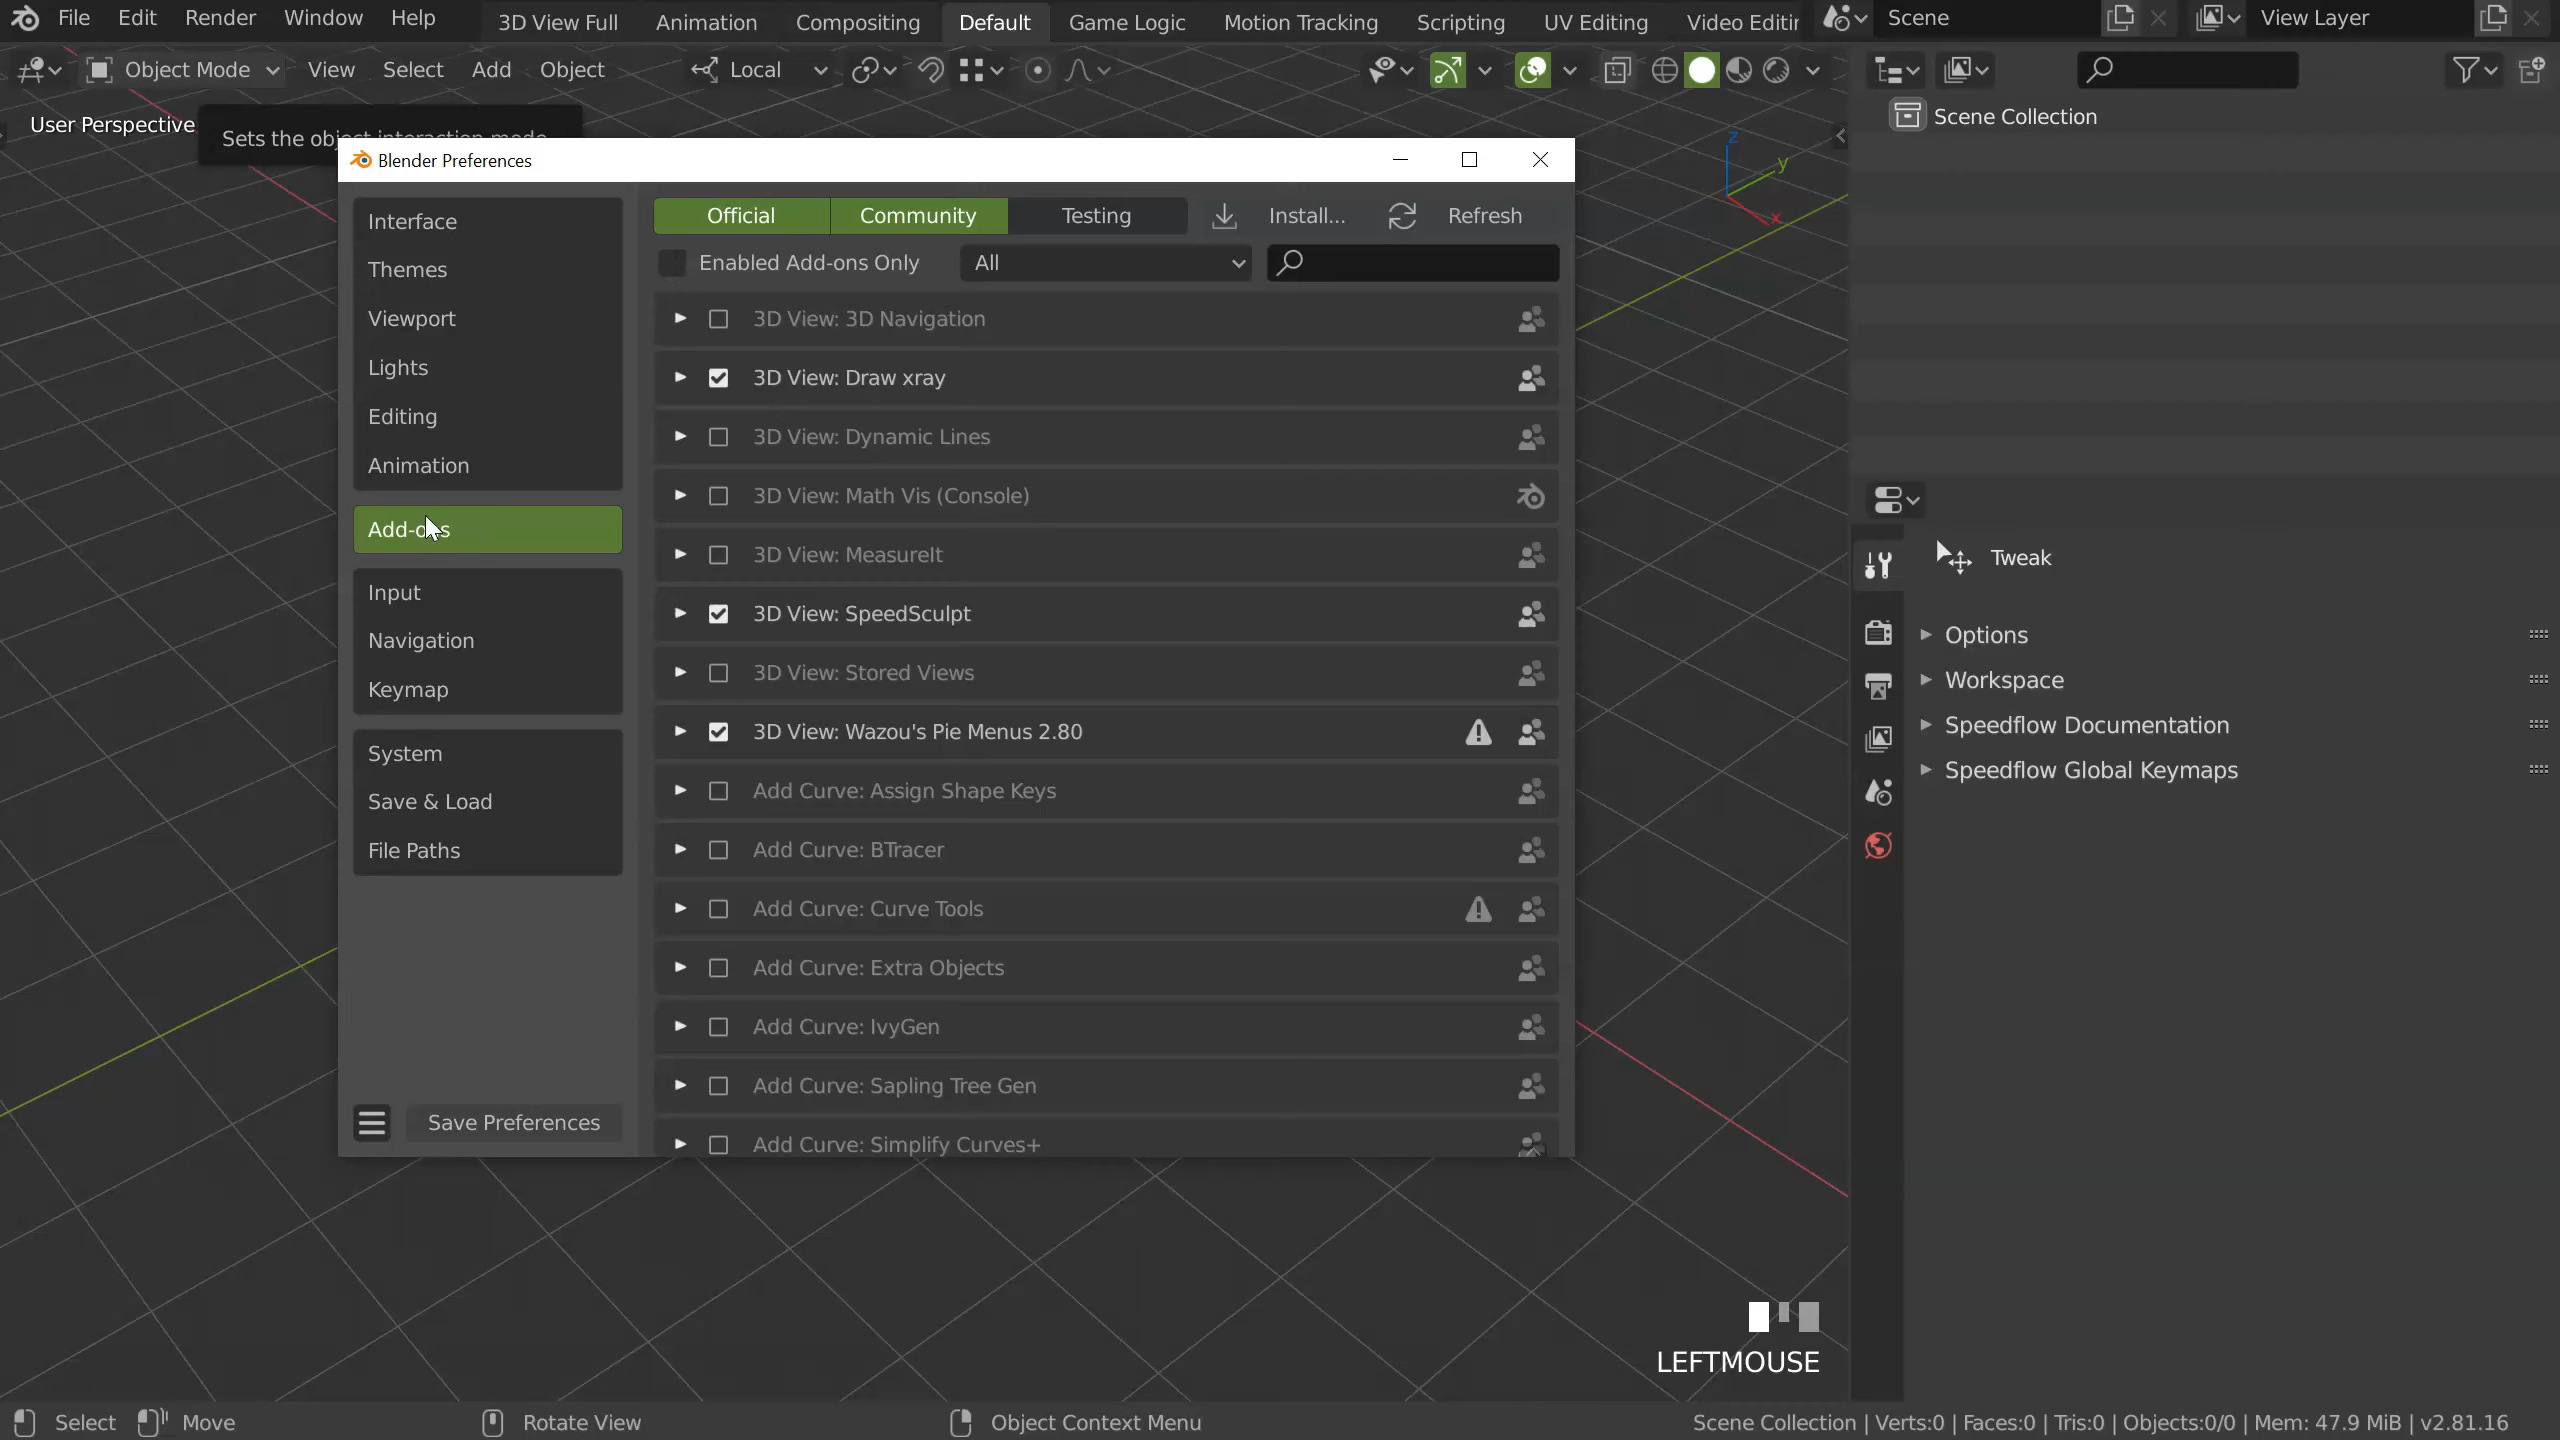 File Edit Render Window Help 3D View Full Animation Compositing Default Game Logic Motion Tracking Scripting UV Editing Video Editir Scene View Layer
Object Mode View Select Add Object Local
User Perspective
Sets the object interaction mode
Scene Collection
Blender Preferences
Interface
Themes
Viewport
Lights
Editing
Animation
Add-ons
Input
Navigation
Keymap
System
Save & Load
File Paths
Save Preferences
Official Community Testing Install... Refresh
Enabled Add-ons Only All
3D View: 3D Navigation
3D View: Draw xray
3D View: Dynamic Lines
3D View: Math Vis (Console)
3D View: MeasureIt
3D View: SpeedSculpt
3D View: Stored Views
3D View: Wazou's Pie Menus 2.80
Add Curve: Assign Shape Keys
Add Curve: BTracer
Add Curve: Curve Tools
Add Curve: Extra Objects
Add Curve: IvyGen
Add Curve: Sapling Tree Gen
Add Curve: Simplify Curves+
z
y
x
Tweak
Options
Workspace
Speedflow Documentation
Speedflow Global Keymaps
LEFTMOUSE
Select Move Rotate View Object Context Menu Scene Collection | Verts:0 | Faces:0 | Tris:0 | Objects:0/0 | Mem: 47.9 MiB | v2.81.16